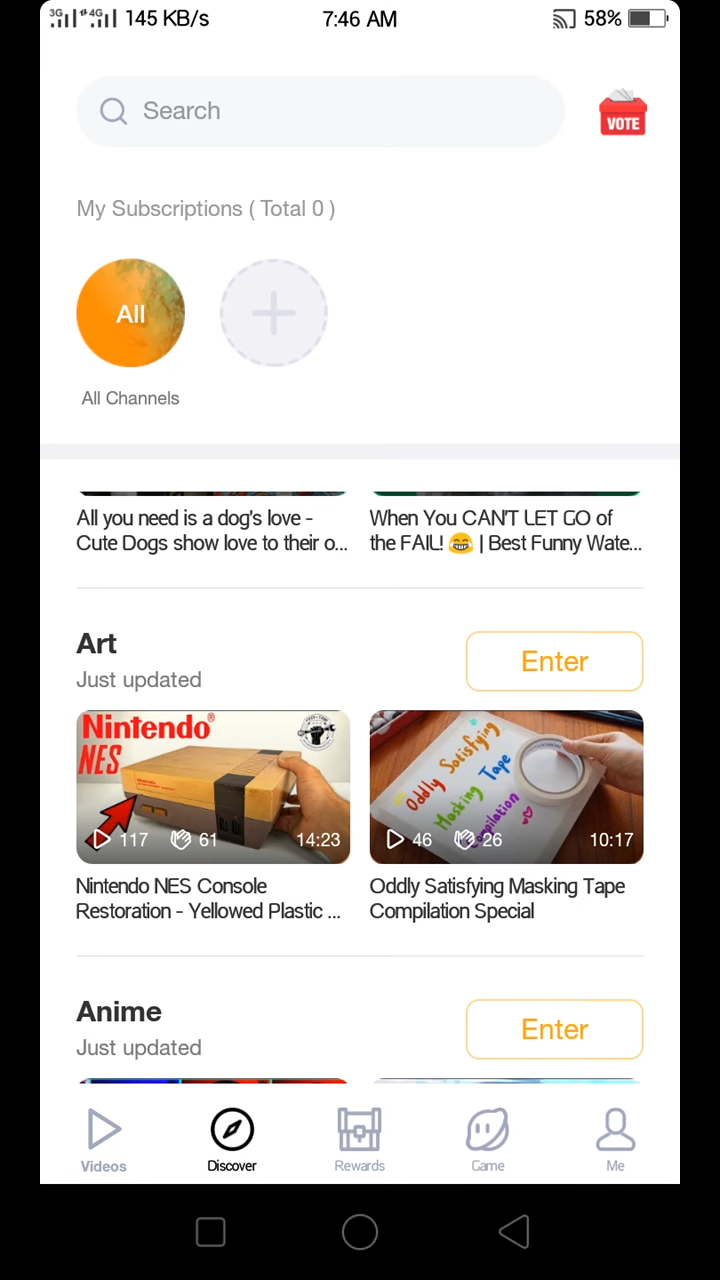 3G 4G 145 KB/s 7:46 AM 58%
Search
VOTE
My Subscriptions ( Total 0 )
All
All Channels
All you need is a dog's love -
Cute Dogs show love to their o...
When You CAN'T LET GO of
the FAIL! 😂 | Best Funny Wate...
Art
Just updated
Enter
Nintendo®
NES
117 61 14:23
Oddly Satisfying
Masking Tape
Compilation
46 26 10:17
Nintendo NES Console
Restoration - Yellowed Plastic ...
Oddly Satisfying Masking Tape
Compilation Special
Anime
Just updated
Enter
Videos
Discover
Rewards
Game
Me